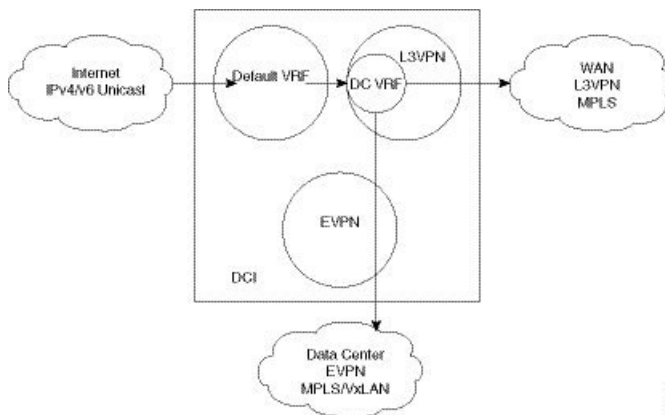 Internet
IPv4/v6 Unicast
Default VRF
L3VPN
DC VRF
WAN
L3VPN
MPLS
EVPN
DCI
Data Center
EVPN
MPLS/VxLAN